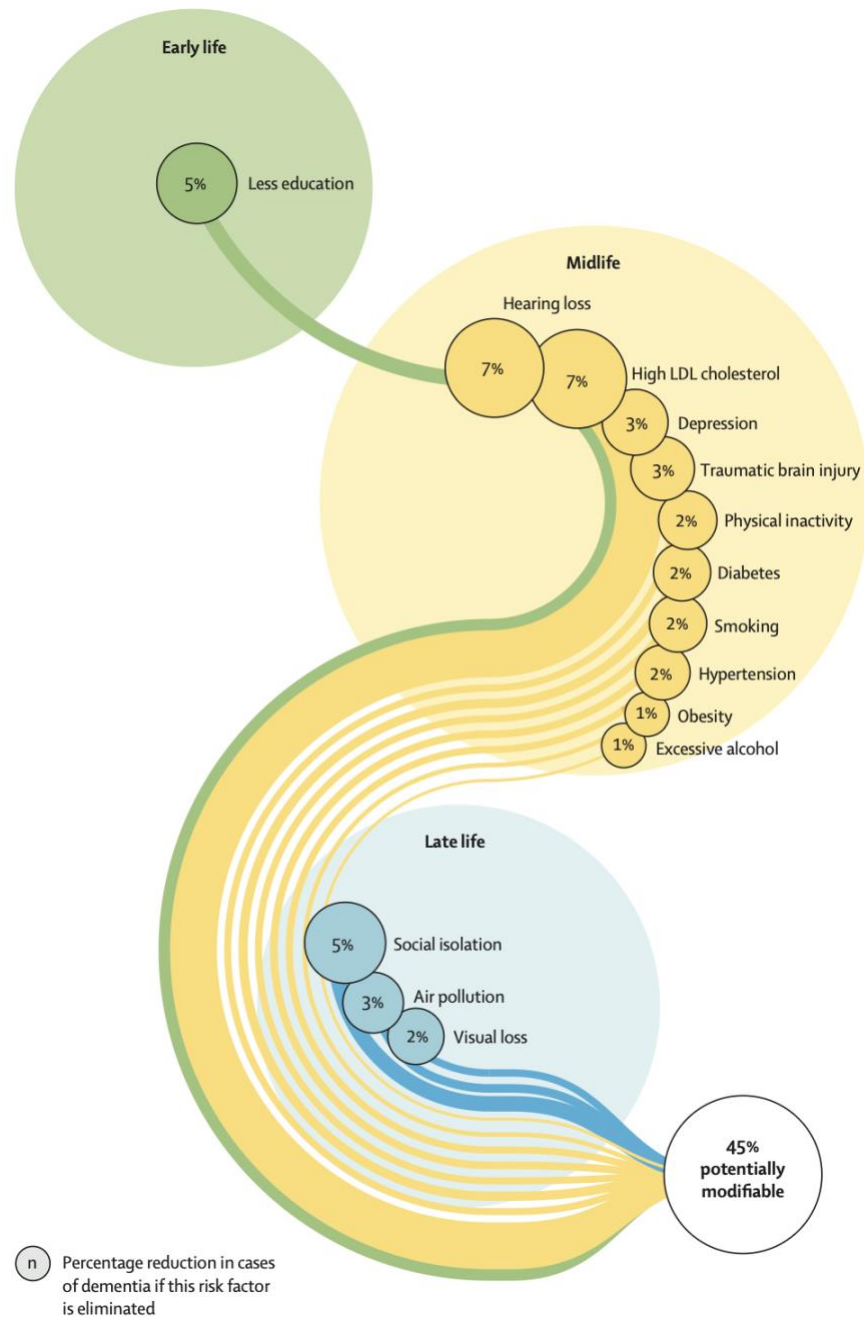 Early life
5% Less education
Midlife
Hearing loss
7%
7% High LDL cholesterol
3% Depression
3% Traumatic brain injury
2% Physical inactivity
2% Diabetes
2% Smoking
2% Hypertension
1% Obesity
1% Excessive alcohol
Late life
5% Social isolation
3% Air pollution
2% Visual loss
45%
potentially
modifiable
n Percentage reduction in cases
of dementia if this risk factor
is eliminated